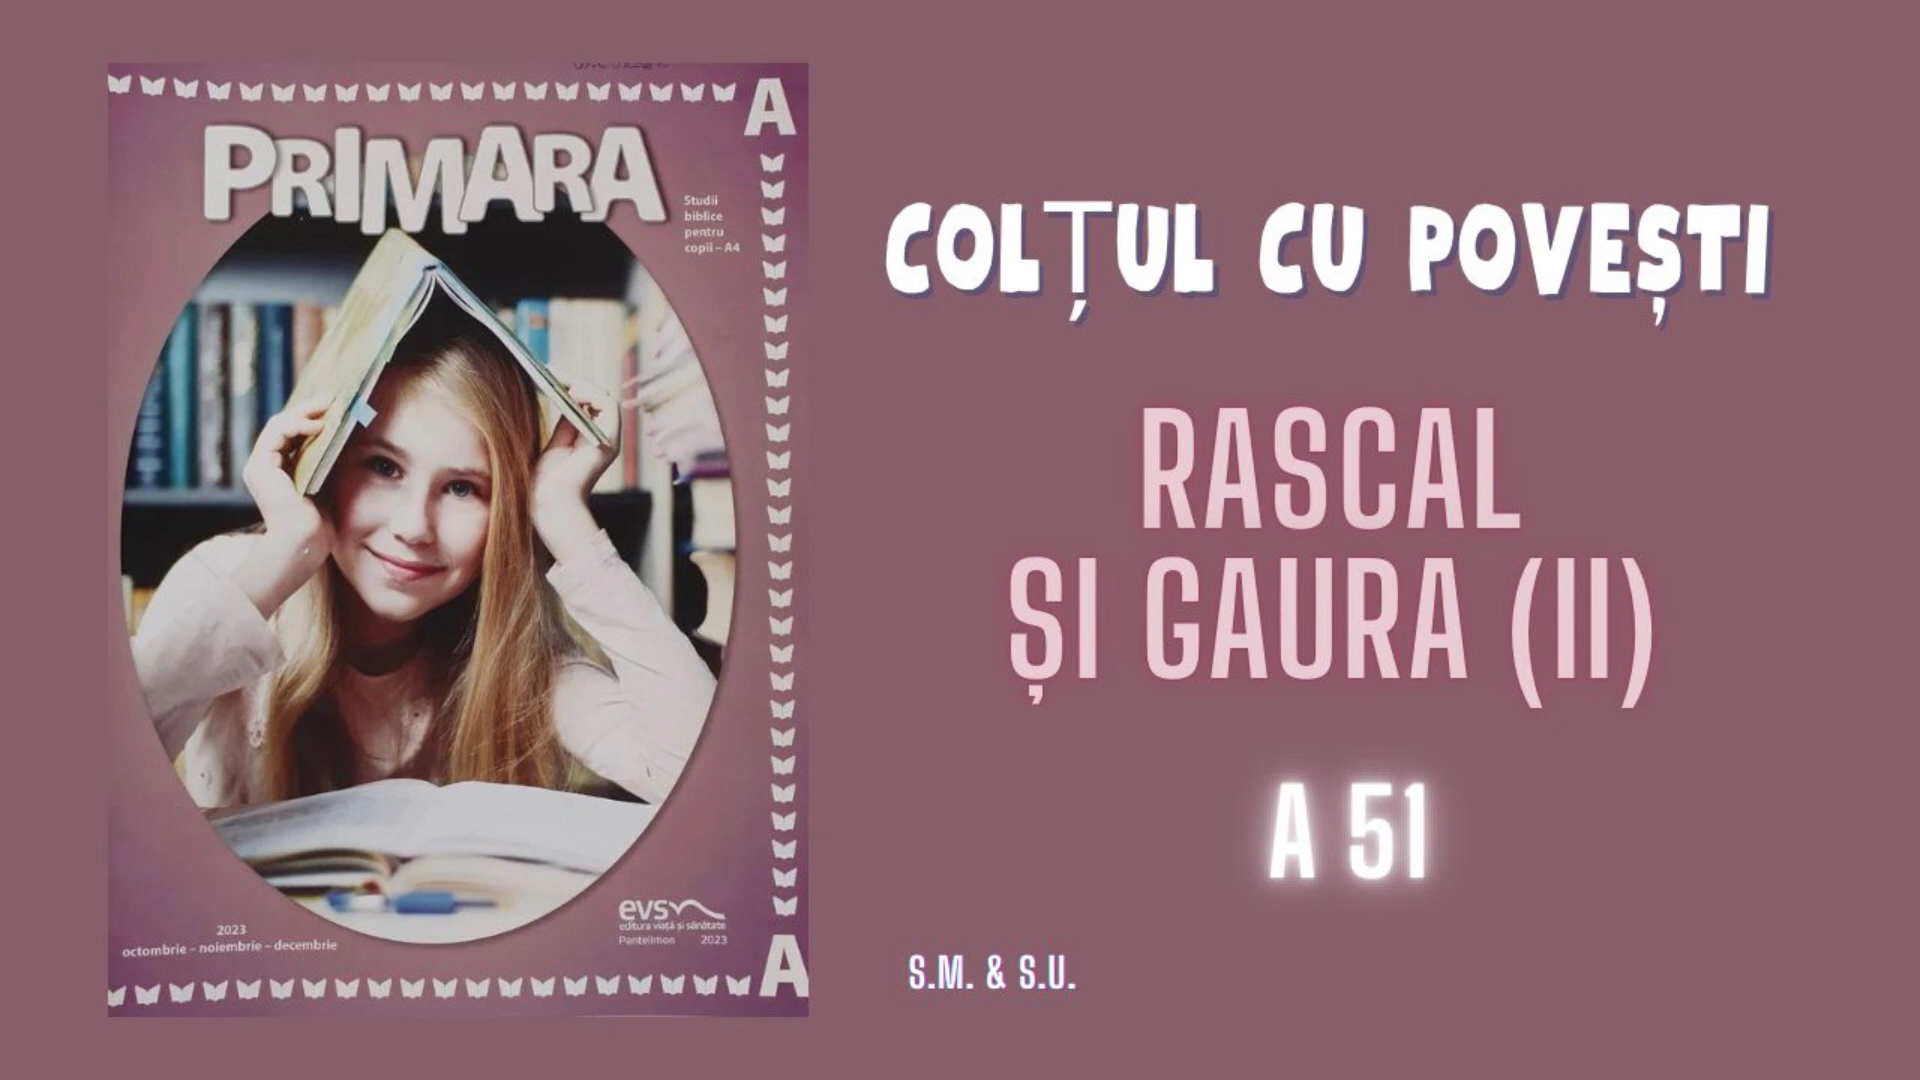 A
PRIMARA
Studii
biblice
pentru
copii – A4
2023
octombrie – noiembrie – decembrie
evs
editura viață și sănătate
Pantelimon 2023
A
COLȚUL CU POVEȘTI
RASCAL
ȘI GAURA (II)
A 51
S.M. & S.U.